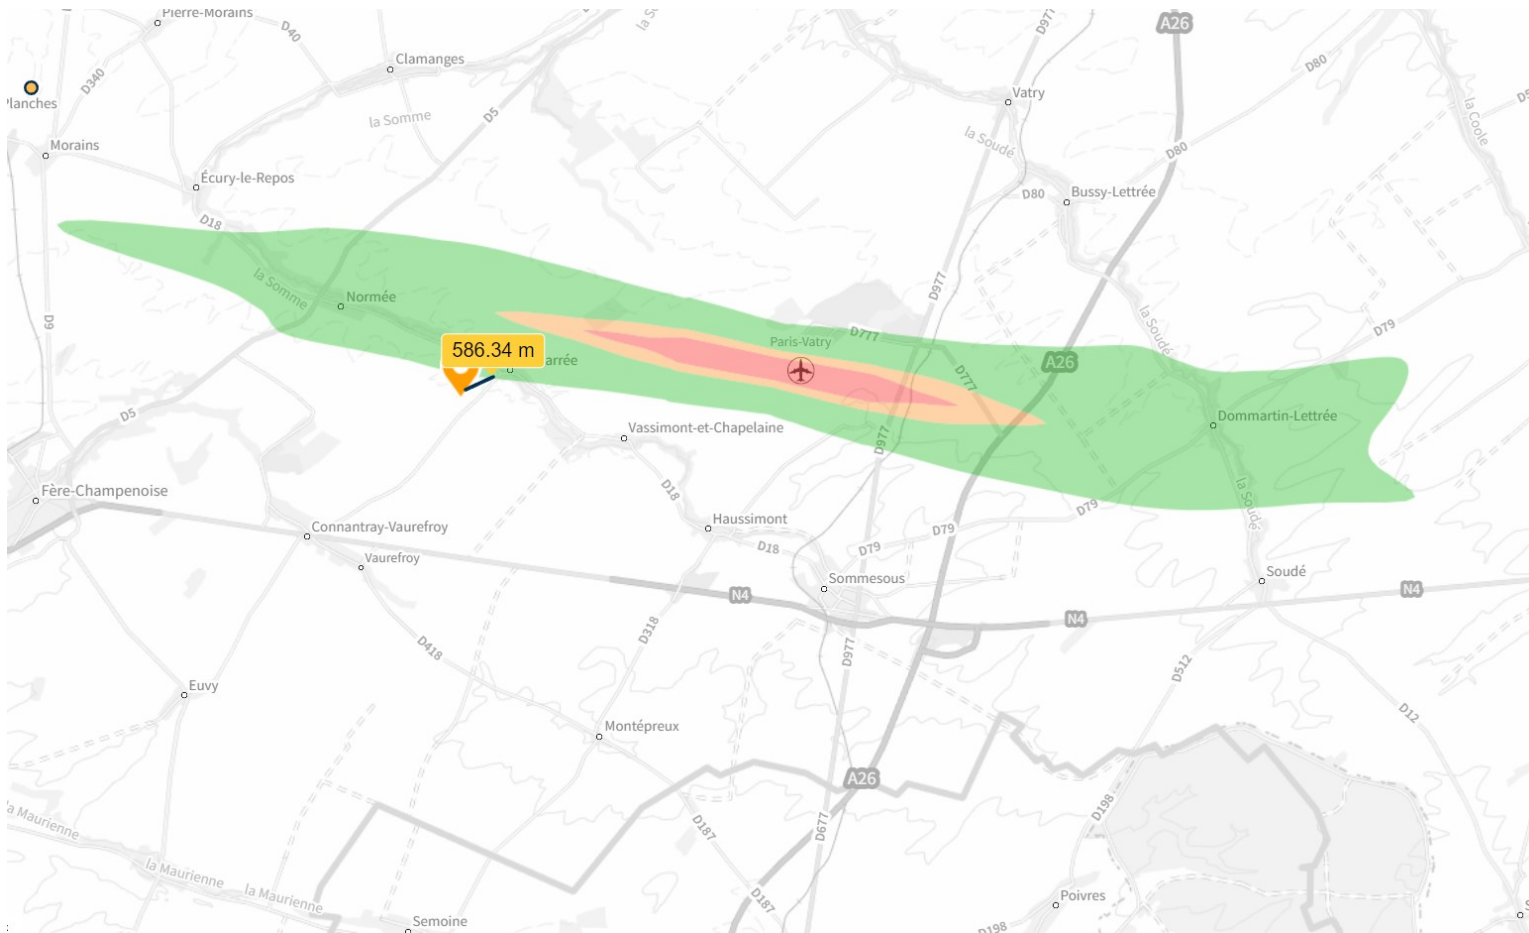 Pierre-Morains
D40
la S
D977
A26
Clamanges
D340
Planches
D80
Vatry
la Somme
D5
la Coole
Morains
la Soudé
D80
Écury-le-Repos
D80
Bussy-Lettrée
D18
la Somme
Normée
D977
la Soudé
D9
D777
D79
Paris-Vatry
586.34 m
arrée
A26
D777
D5
Dommartin-Lettrée
Vassimont-et-Chapelaine
D977
Fère-Champenoise
D18
la Soudé
D79
Haussimont
Connantray-Vaurefroy
D79
D79
D18
Vaurefroy
Sommesous
Soudé
N4
N4
N4
D318
D418
D977
D512
Euvy
D12
Montépreux
A26
D198
la Maurienne
D187
D677
la Maurienne
la Maurienne
D187
Poivres
Semoine
D198